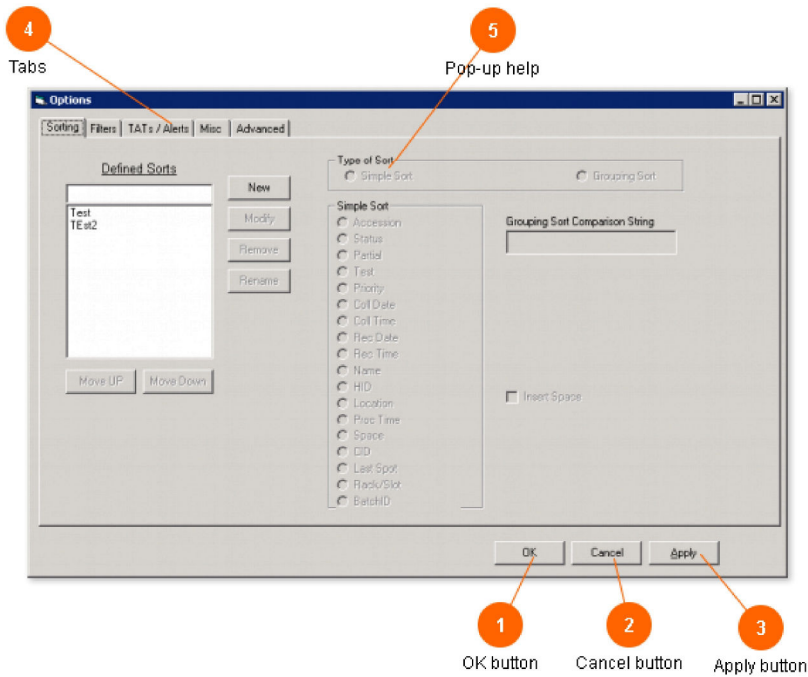 4
5
Tabs
Pop-up help
Options
Sorting Filters TATs / Alerts Misc Advanced
Defined Sorts
New
Modify
Remove
Rename
Test
TEst2
Move UP Move Down
Type of Sort
Simple Sort Grouping Sort
Simple Sort
Accession
Status
Partial
Test
Priority
Coll Date
Coll Time
Rec Date
Rec Time
Name
HID
Location
Proc Time
Space
CID
Last Spot
Rack/Slot
BatchID
Grouping Sort Comparison String
Insert Space
OK Cancel Apply
1
2
3
OK button
Cancel button
Apply button